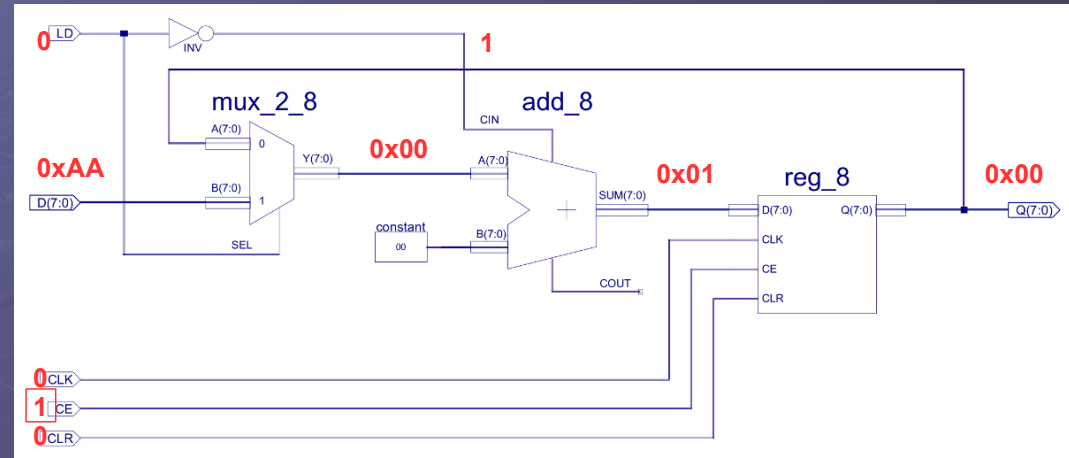 0 LD
INV
1
mux_2_8
add_8
CIN
A(7:0)
0
0xAA
Y(7:0)
0x00
A(7:0)
0x01
reg_8
0x00
B(7:0)
1
D(7:0)
SUM(7:0)
D(7:0)
Q(7:0)
Q(7:0)
constant
00
B(7:0)
SEL
CLK
CE
COUT
CLR
0 CLK
1 CE
0 CLR